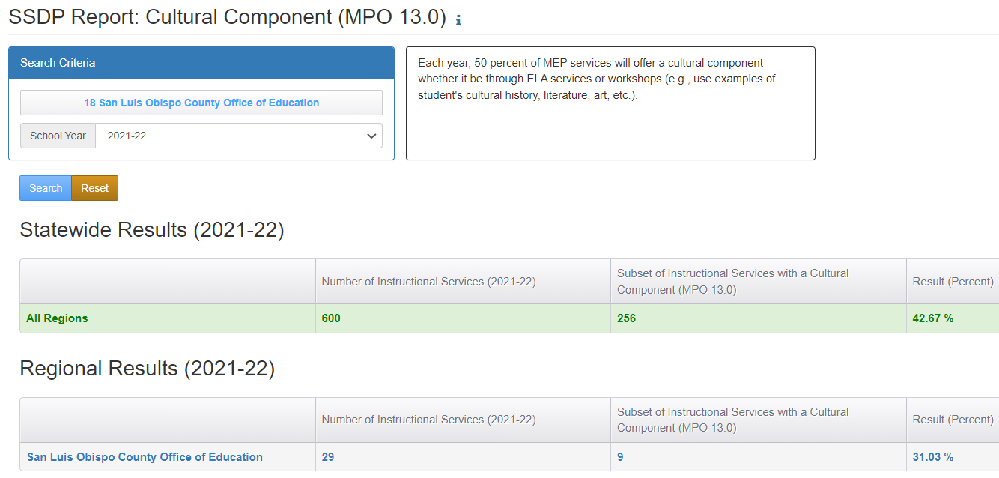 SSDP Report: Cultural Component (MPO 13.0) i
Search Criteria
18 San Luis Obispo County Office of Education
School Year 2021-22
Each year, 50 percent of MEP services will offer a cultural component
whether it be through ELA services or workshops (e.g., use examples of
student's cultural history, literature, art, etc.).
Search Reset
Statewide Results (2021-22)
Number of Instructional Services (2021-22) Subset of Instructional Services with a Cultural
Component (MPO 13.0) Result (Percent)
All Regions 600 256 42.67 %
Regional Results (2021-22)
Number of Instructional Services (2021-22) Subset of Instructional Services with a Cultural
Component (MPO 13.0) Result (Percent)
San Luis Obispo County Office of Education 29 9 31.03 %